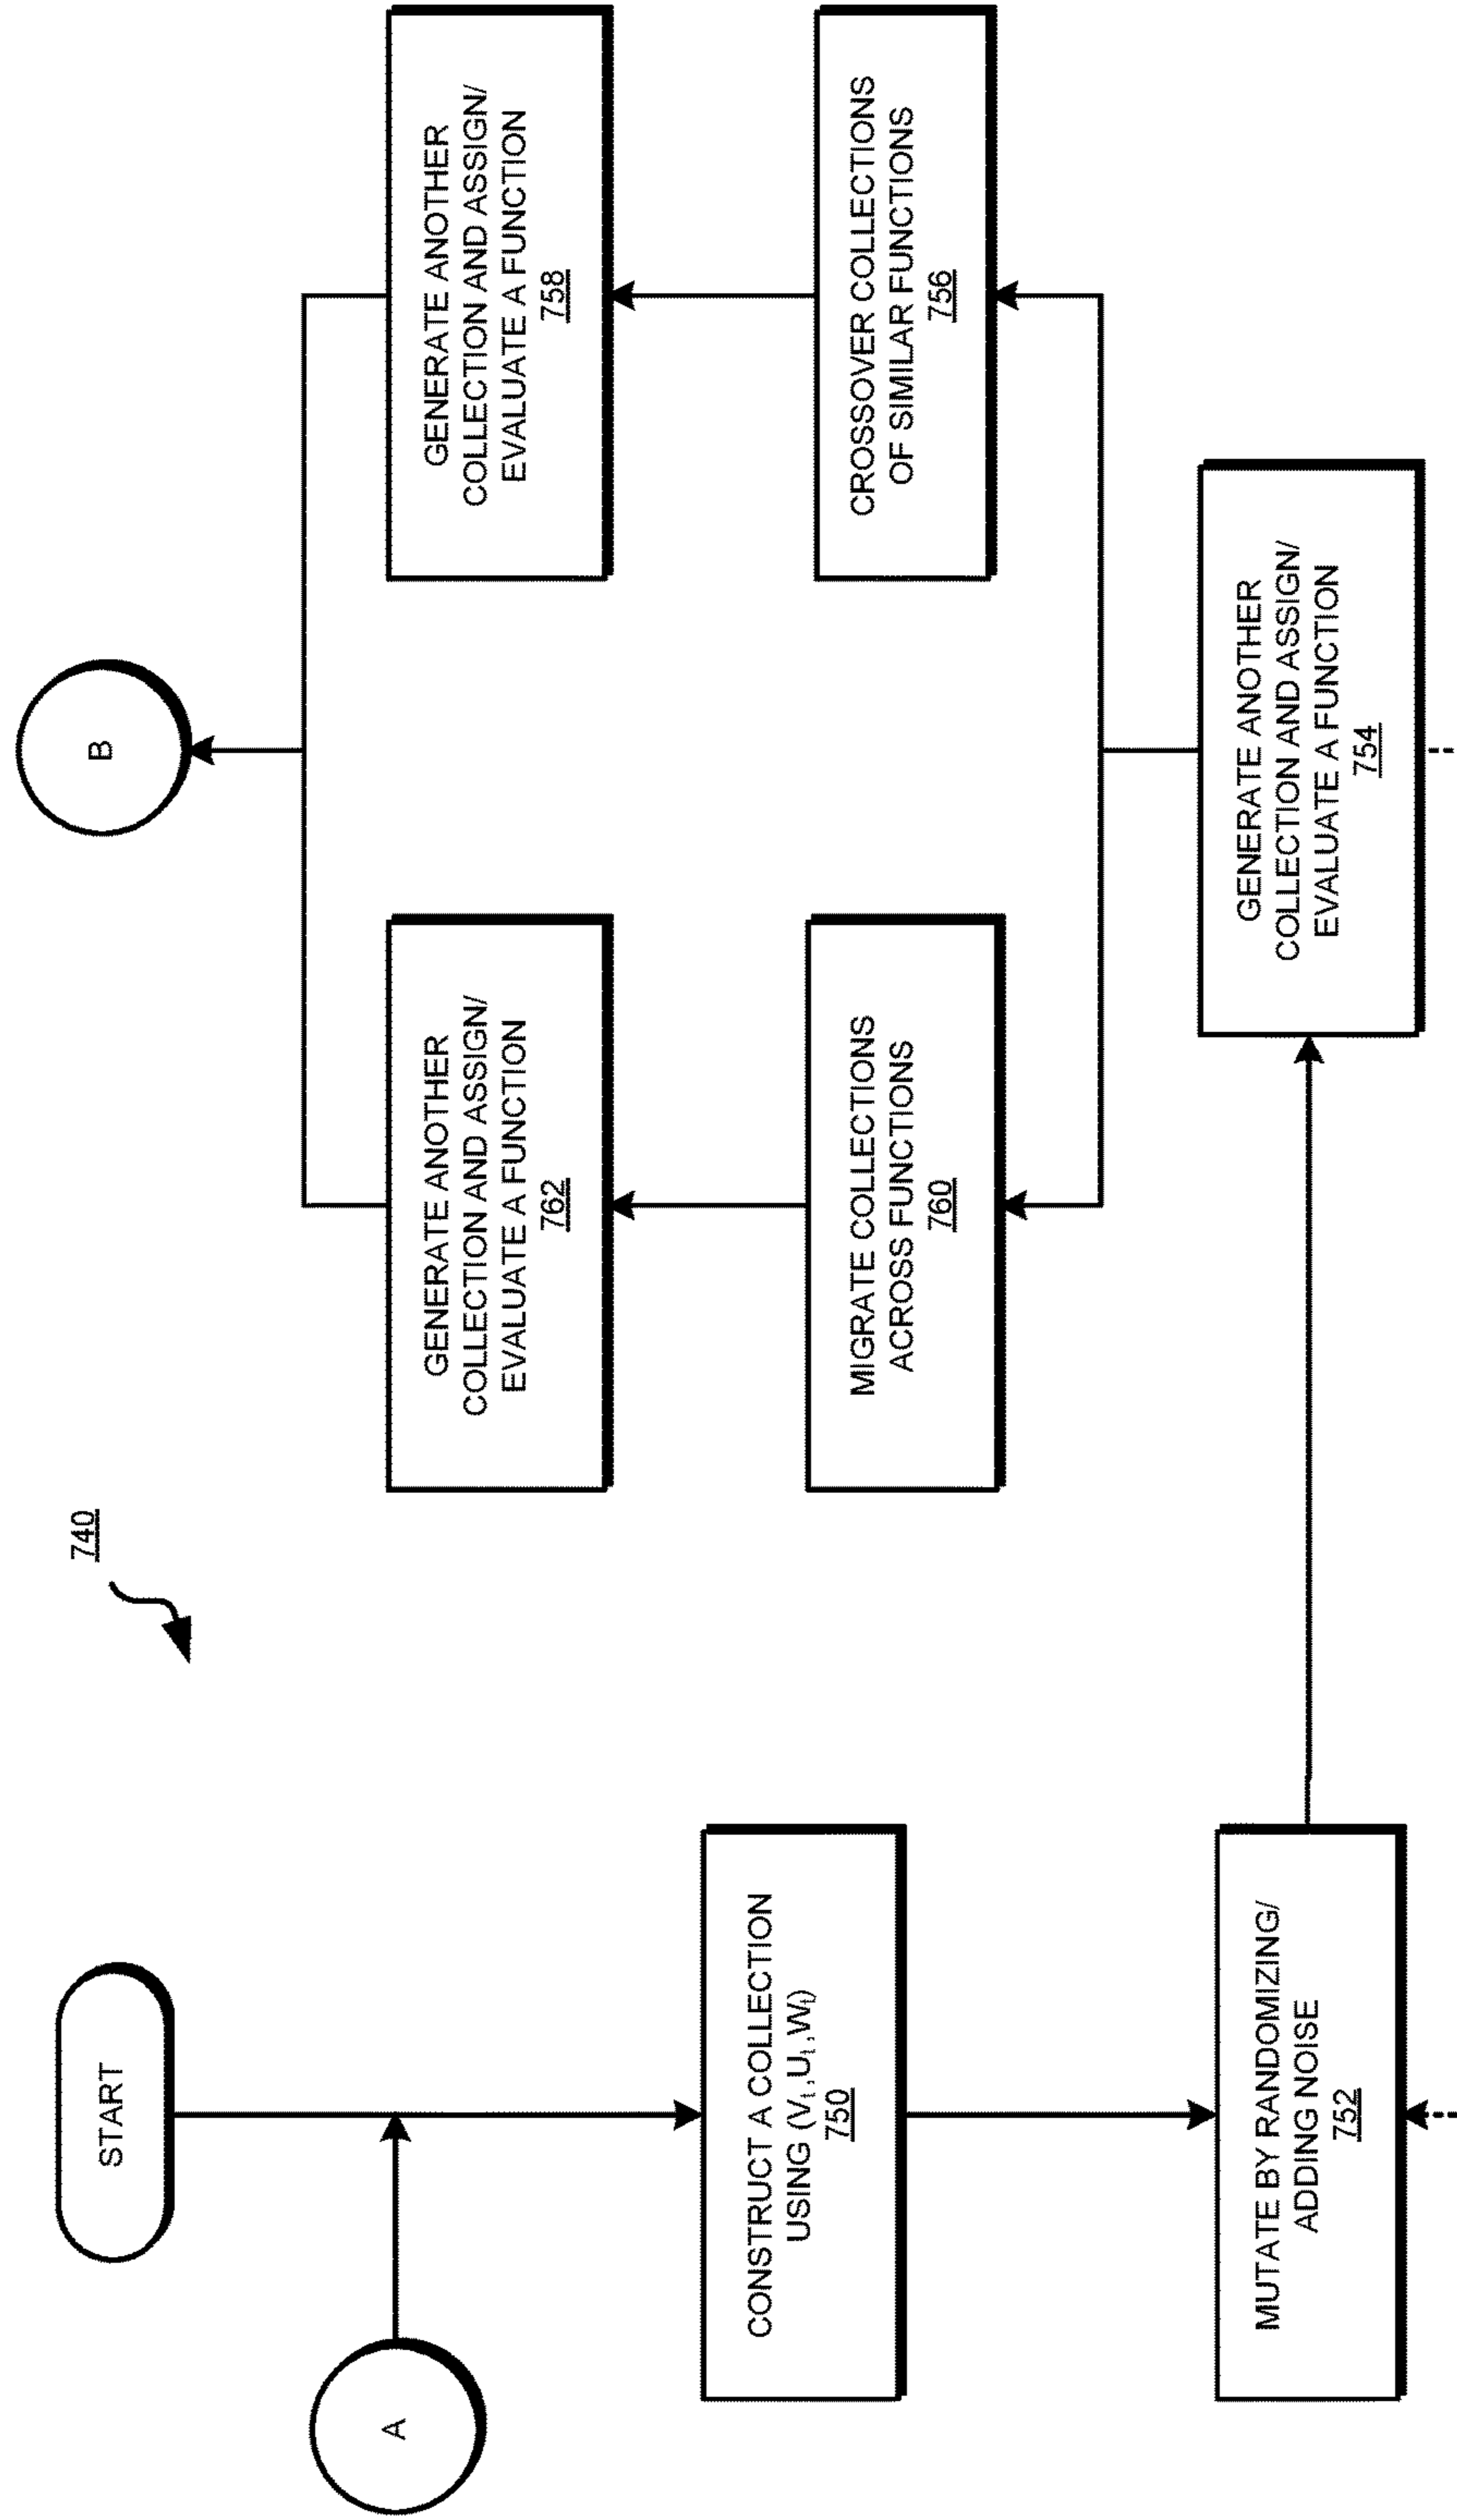 740
START
A
CONSTRUCT A COLLECTION
USING (Vt,Ut,Wt)
750
MUTATE BY RANDOMIZING/
ADDING NOISE
752
GENERATE ANOTHER
COLLECTION AND ASSIGN/
EVALUATE A FUNCTION
754
MIGRATE COLLECTIONS
ACROSS FUNCTIONS
760
GENERATE ANOTHER
COLLECTION AND ASSIGN/
EVALUATE A FUNCTION
762
CROSSOVER COLLECTIONS
OF SIMILAR FUNCTIONS
756
GENERATE ANOTHER
COLLECTION AND ASSIGN/
EVALUATE A FUNCTION
758
B